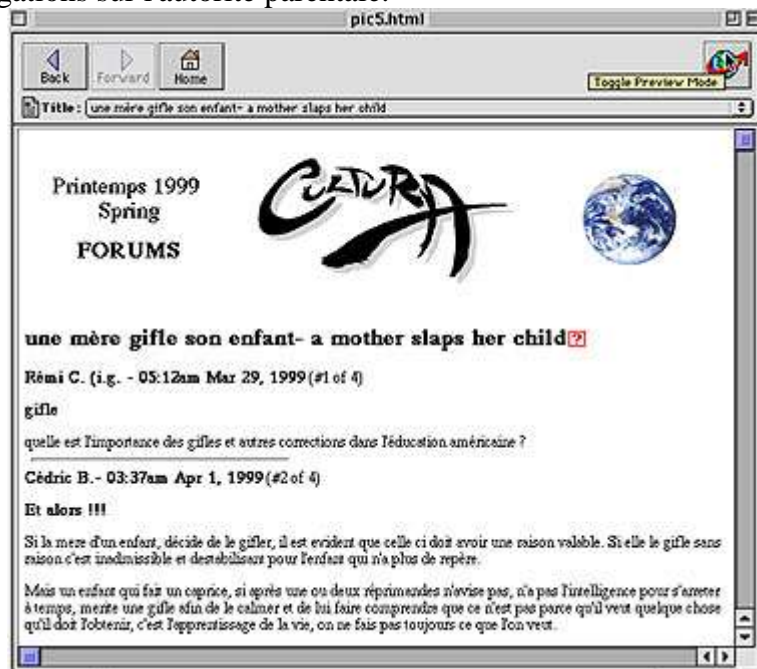 gations sur l'autorité parentale.
pic5.html
Back
Forward
Home
Toggle Preview Mode
Title: une mère gifle son enfant- a mother slaps her child
Printemps 1999
Spring
FORUMS
CULTURA
une mère gifle son enfant- a mother slaps her child?
Rémi C. (i.g. - 05:12am Mar 29, 1999 (#1 of 4)
gifle
quelle est l'importance des gifles et autres corrections dans l'éducation américaine ?
Cédric B.- 03:37am Apr 1, 1999 (#2 of 4)
Et alors !!!
Si la mere d'un enfant, décide de le gifler, il est evident que celle ci doit avoir une raison valable. Si elle le gifle sans
raison c'est inadmissible et destabilisant pour l'enfant qui n'a plus de repère.
Mais un enfant qui fait un caprice, si après une ou deux réprimandes n'avise pas, n'a pas l'intelligence pour s'arreter
à temps, merite une gifle afin de le calmer et de lui faire comprendre que ce n'est pas parce qu'il veut quelque chose
qu'il doit l'obtenir, c'est l'apprentissage de la vie, on ne fais pas toujours ce que l'on veut.